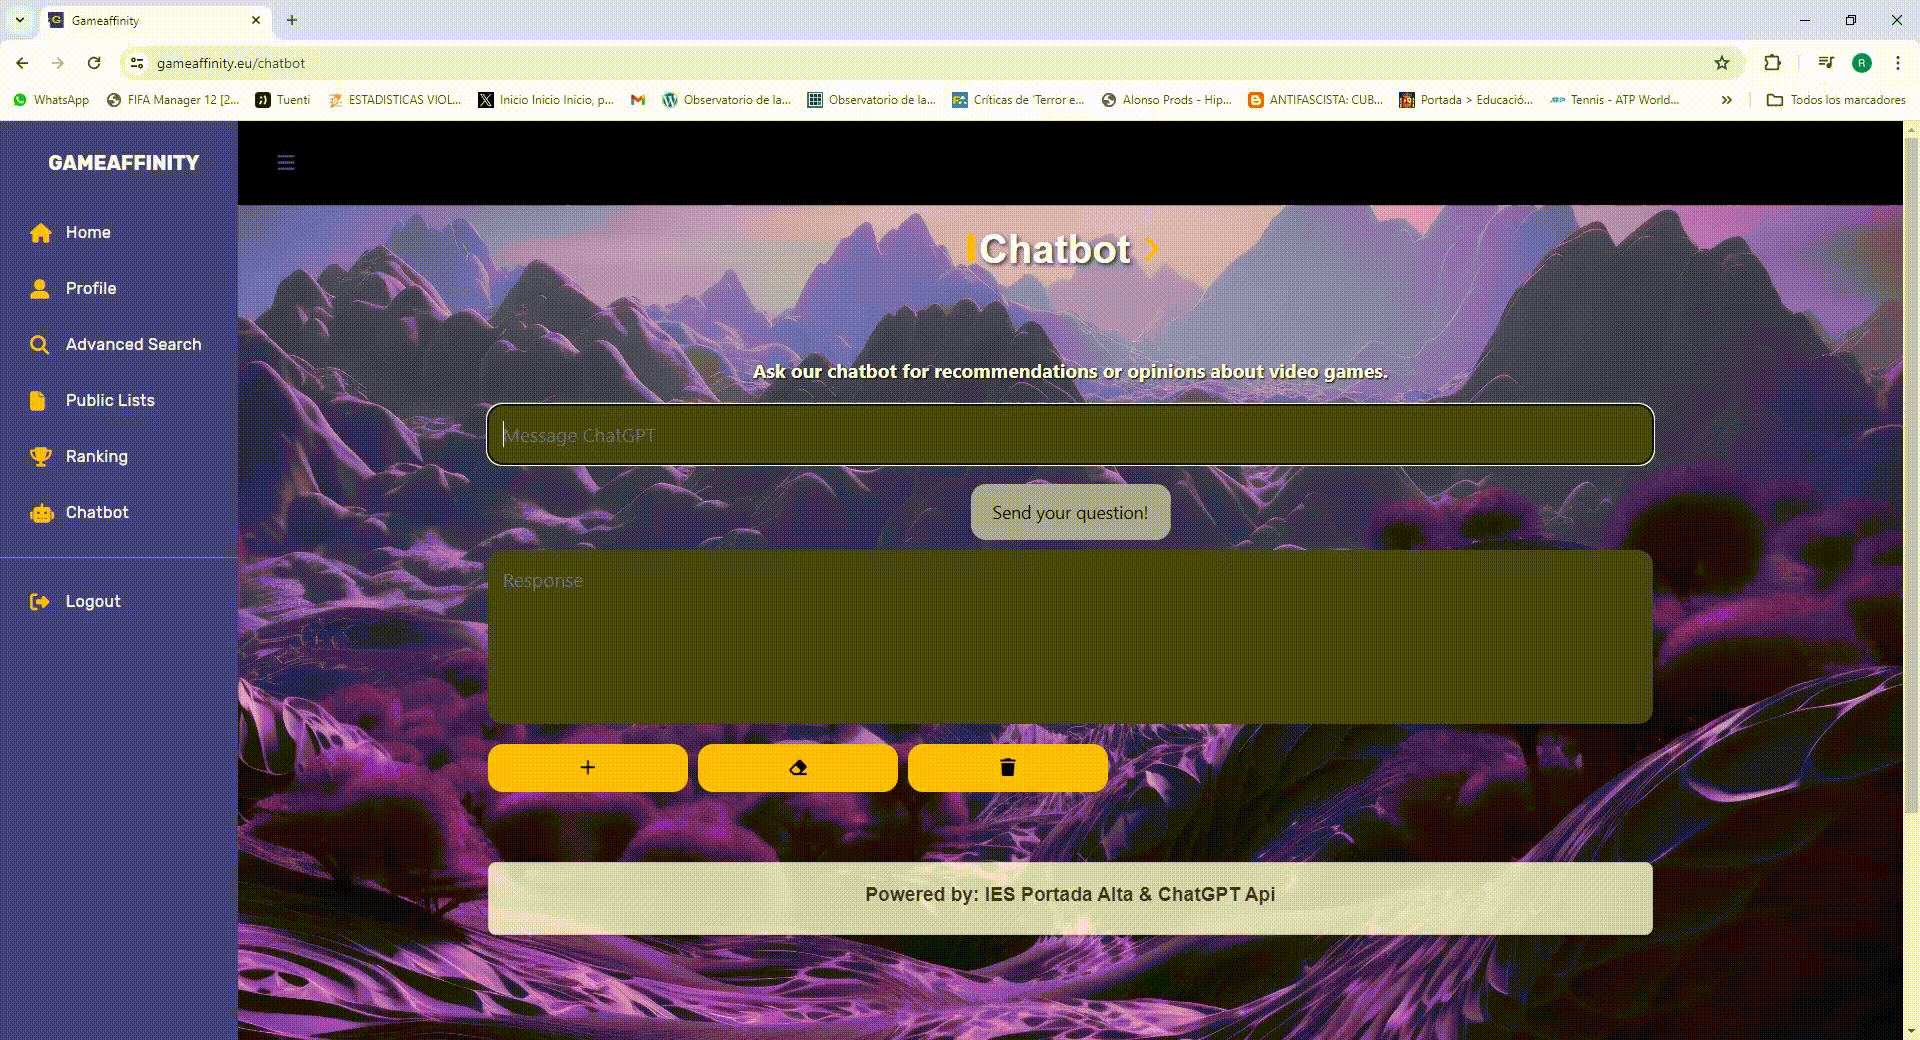 Gameaffinity
gameaffinity.eu/chatbot
WhatsApp
FIFA Manager 12 [2...
Tuenti
ESTADISTICAS VIOL...
Inicio Inicio Inicio, p...
Observatorio de la...
Observatorio de la...
Críticas de 'Terror e...
Alonso Prods - Hip...
ANTIFASCISTA: CUB...
Portada > Educació...
Tennis - ATP World...
Todos los marcadores
GAMEAFFINITY
Home
Profile
Advanced Search
Public Lists
Ranking
Chatbot
Logout
Chatbot
Ask our chatbot for recommendations or opinions about video games.
Message ChatGPT
Send your question!
Response
Powered by: IES Portada Alta & ChatGPT Api